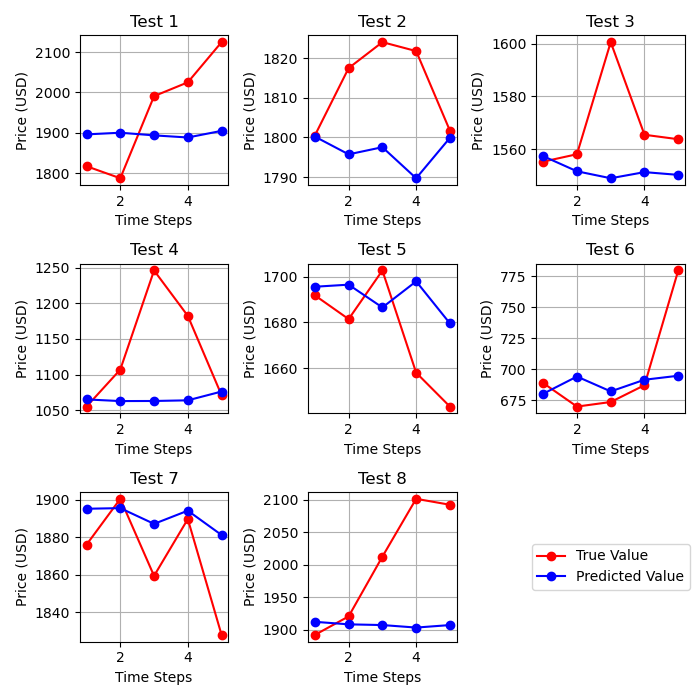 Test 1
Price (USD)
2100
2000
1900
1800
2
4
Time Steps
Test 2
Price (USD)
1820
1810
1800
1790
2
4
Time Steps
Test 3
Price (USD)
1600
1580
1560
2
4
Time Steps
Test 4
Price (USD)
1250
1200
1150
1100
1050
2
4
Time Steps
Test 5
Price (USD)
1700
1680
1660
2
4
Time Steps
Test 6
Price (USD)
775
750
725
700
675
2
4
Time Steps
Test 7
Price (USD)
1900
1880
1860
1840
2
4
Time Steps
Test 8
Price (USD)
2100
2050
2000
1950
1900
2
4
Time Steps
True Value
Predicted Value